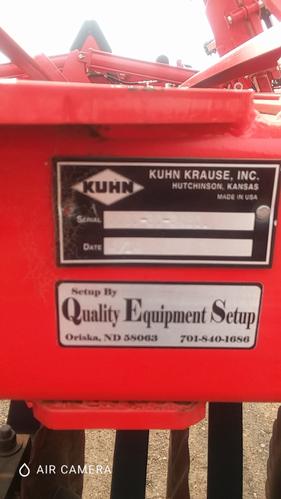 KUHN
KUHN KRAUSE, INC.
HUTCHINSON, KANSAS
MADE IN USA
SERIAL
DATE
Setup By
Quality Equipment Setup
Oriska, ND 58063 701-840-1686
AIR CAMERA